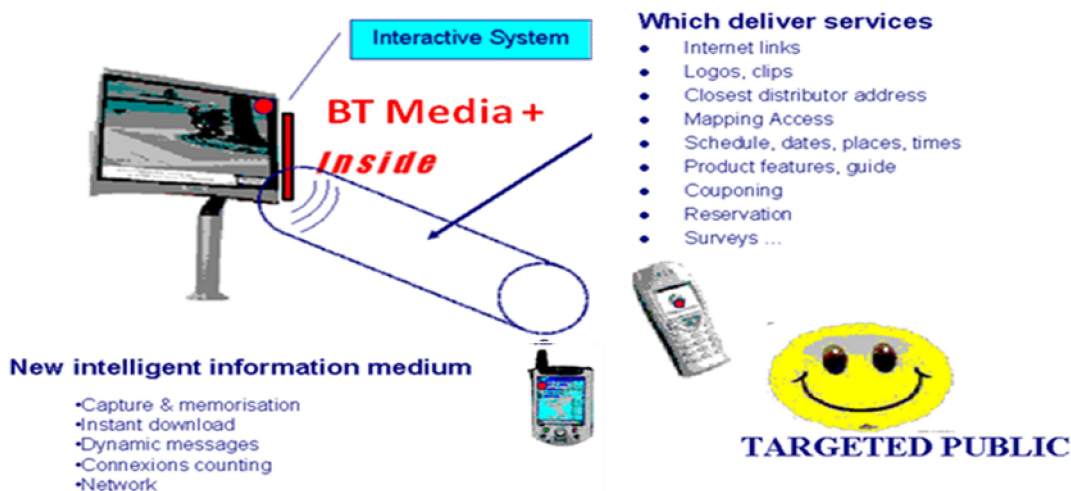 Interactive System
BT Media +
Inside
New intelligent information medium
•Capture & memorisation
•Instant download
•Dynamic messages
•Connexions counting
•Network
Which deliver services
• Internet links
• Logos, clips
• Closest distributor address
• Mapping Access
• Schedule, dates, places, times
• Product features, guide
• Couponing
• Reservation
• Surveys ...
TARGETED PUBLIC